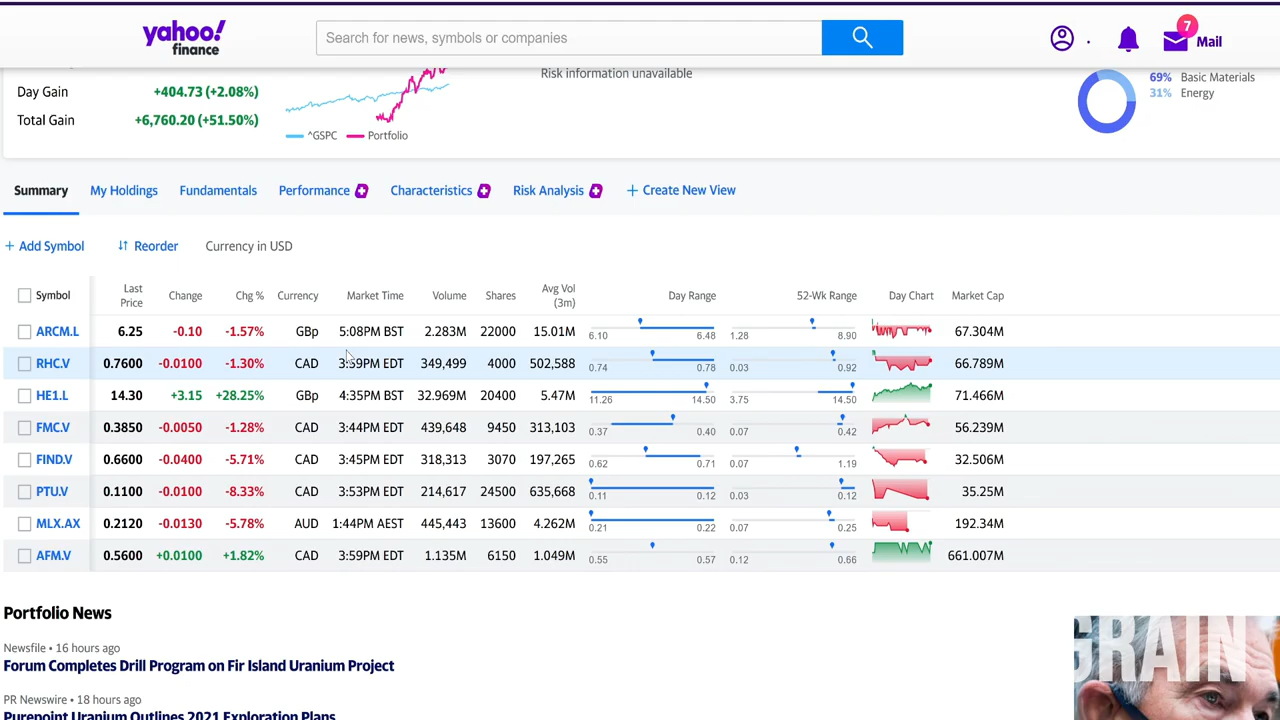 yahoo!
finance
Search for news, symbols or companies
7
Mail
Day Gain +404.73 (+2.08%)
Total Gain +6,760.20 (+51.50%)
^GSPC Portfolio
Risk information unavailable
69% Basic Materials
31% Energy
Summary My Holdings Fundamentals Performance Characteristics Risk Analysis + Create New View
+ Add Symbol Reorder Currency in USD
Symbol Last Price Change Chg % Currency Market Time Volume Shares Avg Vol (3m) Day Range 52-Wk Range Day Chart Market Cap
ARCM.L 6.25 -0.10 -1.57% GBp 5:08PM BST 2.283M 22000 15.01M 6.10 6.48 1.28 8.90 67.304M
RHC.V 0.7600 -0.0100 -1.30% CAD 3:59PM EDT 349,499 4000 502,588 0.74 0.78 0.03 0.92 66.789M
HE1.L 14.30 +3.15 +28.25% GBp 4:35PM BST 32.969M 20400 5.47M 11.26 14.50 3.75 14.50 71.466M
FMC.V 0.3850 -0.0050 -1.28% CAD 3:44PM EDT 439,648 9450 313,103 0.37 0.40 0.07 0.42 56.239M
FIND.V 0.6600 -0.0400 -5.71% CAD 3:45PM EDT 318,313 3070 197,265 0.62 0.71 0.07 1.19 32.506M
PTU.V 0.1100 -0.0100 -8.33% CAD 3:53PM EDT 214,617 24500 635,668 0.11 0.12 0.03 0.12 35.25M
MLX.AX 0.2120 -0.0130 -5.78% AUD 1:44PM AEST 445,443 13600 4.262M 0.21 0.22 0.07 0.25 192.34M
AFM.V 0.5600 +0.0100 +1.82% CAD 3:59PM EDT 1.135M 6150 1.049M 0.55 0.57 0.12 0.66 661.007M
Portfolio News
Newsfile • 16 hours ago
Forum Completes Drill Program on Fir Island Uranium Project
PR Newswire • 18 hours ago
Purepoint Uranium Outlines 2021 Exploration Plans
GRAIN